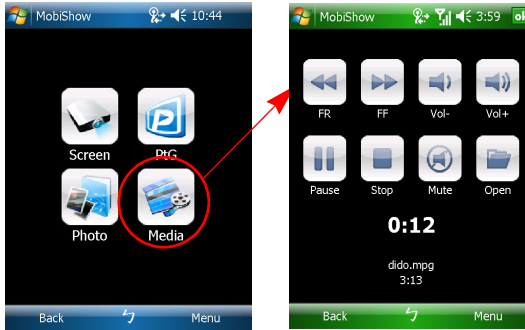 MobiShow 10:44
Screen PtG
Photo Media
Back ㄅ Menu
MobiShow 3:59 ok
FR FF Vol- Vol+
Pause Stop Mute Open
0:12
dido.mpg
3:13
Back ㄅ Menu